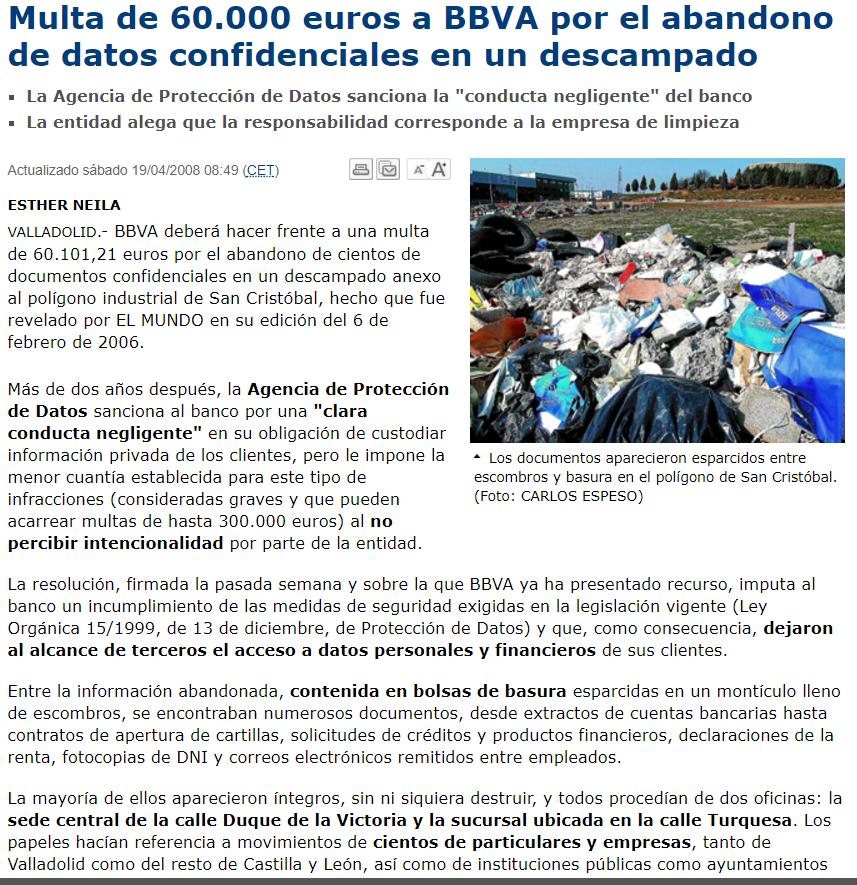 Multa de 60.000 euros a BBVA por el abandono
de datos confidenciales en un descampado
La Agencia de Protección de Datos sanciona la "conducta negligente" del banco
La entidad alega que la responsabilidad corresponde a la empresa de limpieza
Actualizado sábado 19/04/2008 08:49 (CET)
A- A+
ESTHER NEILA
VALLADOLID.- BBVA deberá hacer frente a una multa
de 60.101,21 euros por el abandono de cientos de
documentos confidenciales en un descampado anexo
al polígono industrial de San Cristóbal, hecho que fue
revelado por EL MUNDO en su edición del 6 de
febrero de 2006.
Más de dos años después, la Agencia de Protección
de Datos sanciona al banco por una "clara
conducta negligente" en su obligación de custodiar
información privada de los clientes, pero le impone la
menor cuantía establecida para este tipo de
infracciones (consideradas graves y que pueden
acarrear multas de hasta 300.000 euros) al no
percibir intencionalidad por parte de la entidad.
Los documentos aparecieron esparcidos entre
escombros y basura en el polígono de San Cristóbal.
(Foto: CARLOS ESPESO)
La resolución, firmada la pasada semana y sobre la que BBVA ya ha presentado recurso, imputa al
banco un incumplimiento de las medidas de seguridad exigidas en la legislación vigente (Ley
Orgánica 15/1999, de 13 de diciembre, de Protección de Datos) y que, como consecuencia, dejaron
al alcance de terceros el acceso a datos personales y financieros de sus clientes.
Entre la información abandonada, contenida en bolsas de basura esparcidas en un montículo lleno
de escombros, se encontraban numerosos documentos, desde extractos de cuentas bancarias hasta
contratos de apertura de cartillas, solicitudes de créditos y productos financieros, declaraciones de la
renta, fotocopias de DNI y correos electrónicos remitidos entre empleados.
La mayoría de ellos aparecieron íntegros, sin ni siquiera destruir, y todos procedían de dos oficinas: la
sede central de la calle Duque de la Victoria y la sucursal ubicada en la calle Turquesa. Los
papeles hacían referencia a movimientos de cientos de particulares y empresas, tanto de
Valladolid como del resto de Castilla y León, así como de instituciones públicas como ayuntamientos